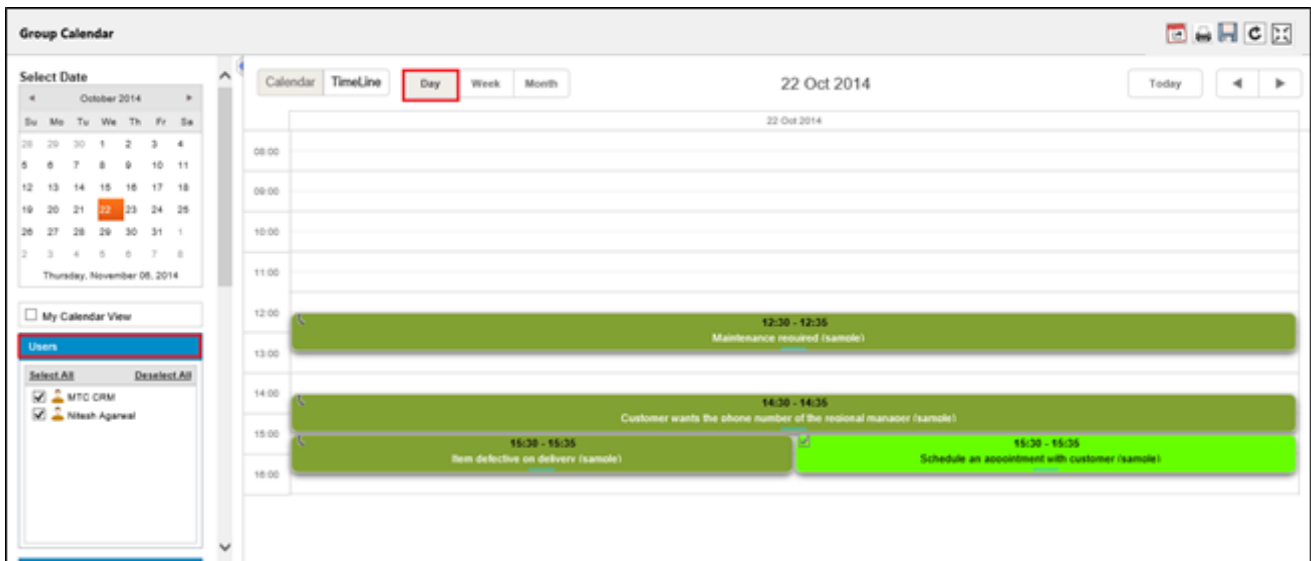 Group Calendar
Select Date
October 2014
Su Mo Tu We Th Fr Sa
28 29 30 1 2 3 4
5 6 7 8 9 10 11
12 13 14 15 16 17 18
19 20 21 22 23 24 25
26 27 28 29 30 31 1
2 3 4 5 6 7 8
Thursday, November 06, 2014
My Calendar View
Users
Select All Deselect All
MTC CRM
Nitesh Agarwal
Calendar TimeLine Day Week Month 22 Oct 2014 Today
22 Oct 2014
08:00
09:00
10:00
11:00
12:00
12:30 - 12:35
Maintenance required (sample)
13:00
14:00
14:30 - 14:35
Customer wants the phone number of the regional manager (sample)
15:00
15:30 - 15:35 15:30 - 15:35
Item defective on delivery (sample) Schedule an appointment with customer (sample)
16:00